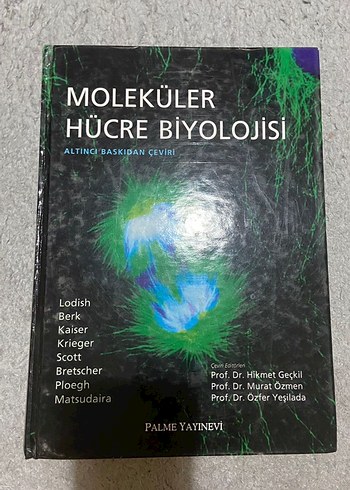 MOLEKÜLER
HÜCRE BİYOLOJİSİ
ALTINCI BASKIDAN ÇEVİRİ
Lodish
Berk
Kaiser
Krieger
Scott
Bretscher
Ploegh
Matsudaira
Çeviri Editörleri
Prof. Dr. Hikmet Geçkil
Prof. Dr. Murat Özmen
Prof. Dr. Özfer Yeşilada
PALME YAYINEVİ